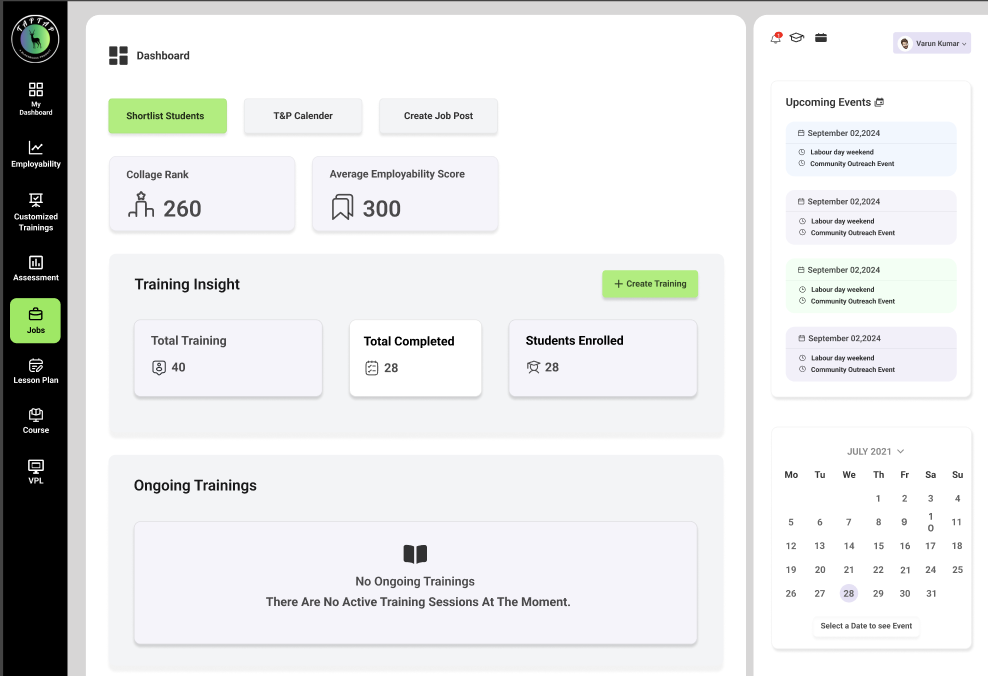 TAPTAP
My
Dashboard
Employability
Customized
Trainings
Assessment
Jobs
Lesson Plan
Course
VPL
Dashboard
Shortlist Students
T&P Calender
Create Job Post
Collage Rank
260
Average Employability Score
300
Training Insight
+ Create Training
Total Training
40
Total Completed
28
Students Enrolled
28
Ongoing Trainings
No Ongoing Trainings
There Are No Active Training Sessions At The Moment.
Varun Kumar
Upcoming Events
September 02,2024
Labour day weekend
Community Outreach Event
September 02,2024
Labour day weekend
Community Outreach Event
September 02,2024
Labour day weekend
Community Outreach Event
September 02,2024
Labour day weekend
Community Outreach Event
JULY 2021
Mo Tu We Th Fr Sa Su
1 2 3 4
5 6 7 8 9 10 11
12 13 14 15 16 17 18
19 20 21 22 21 24 25
26 27 28 29 30 31
Select a Date to see Event